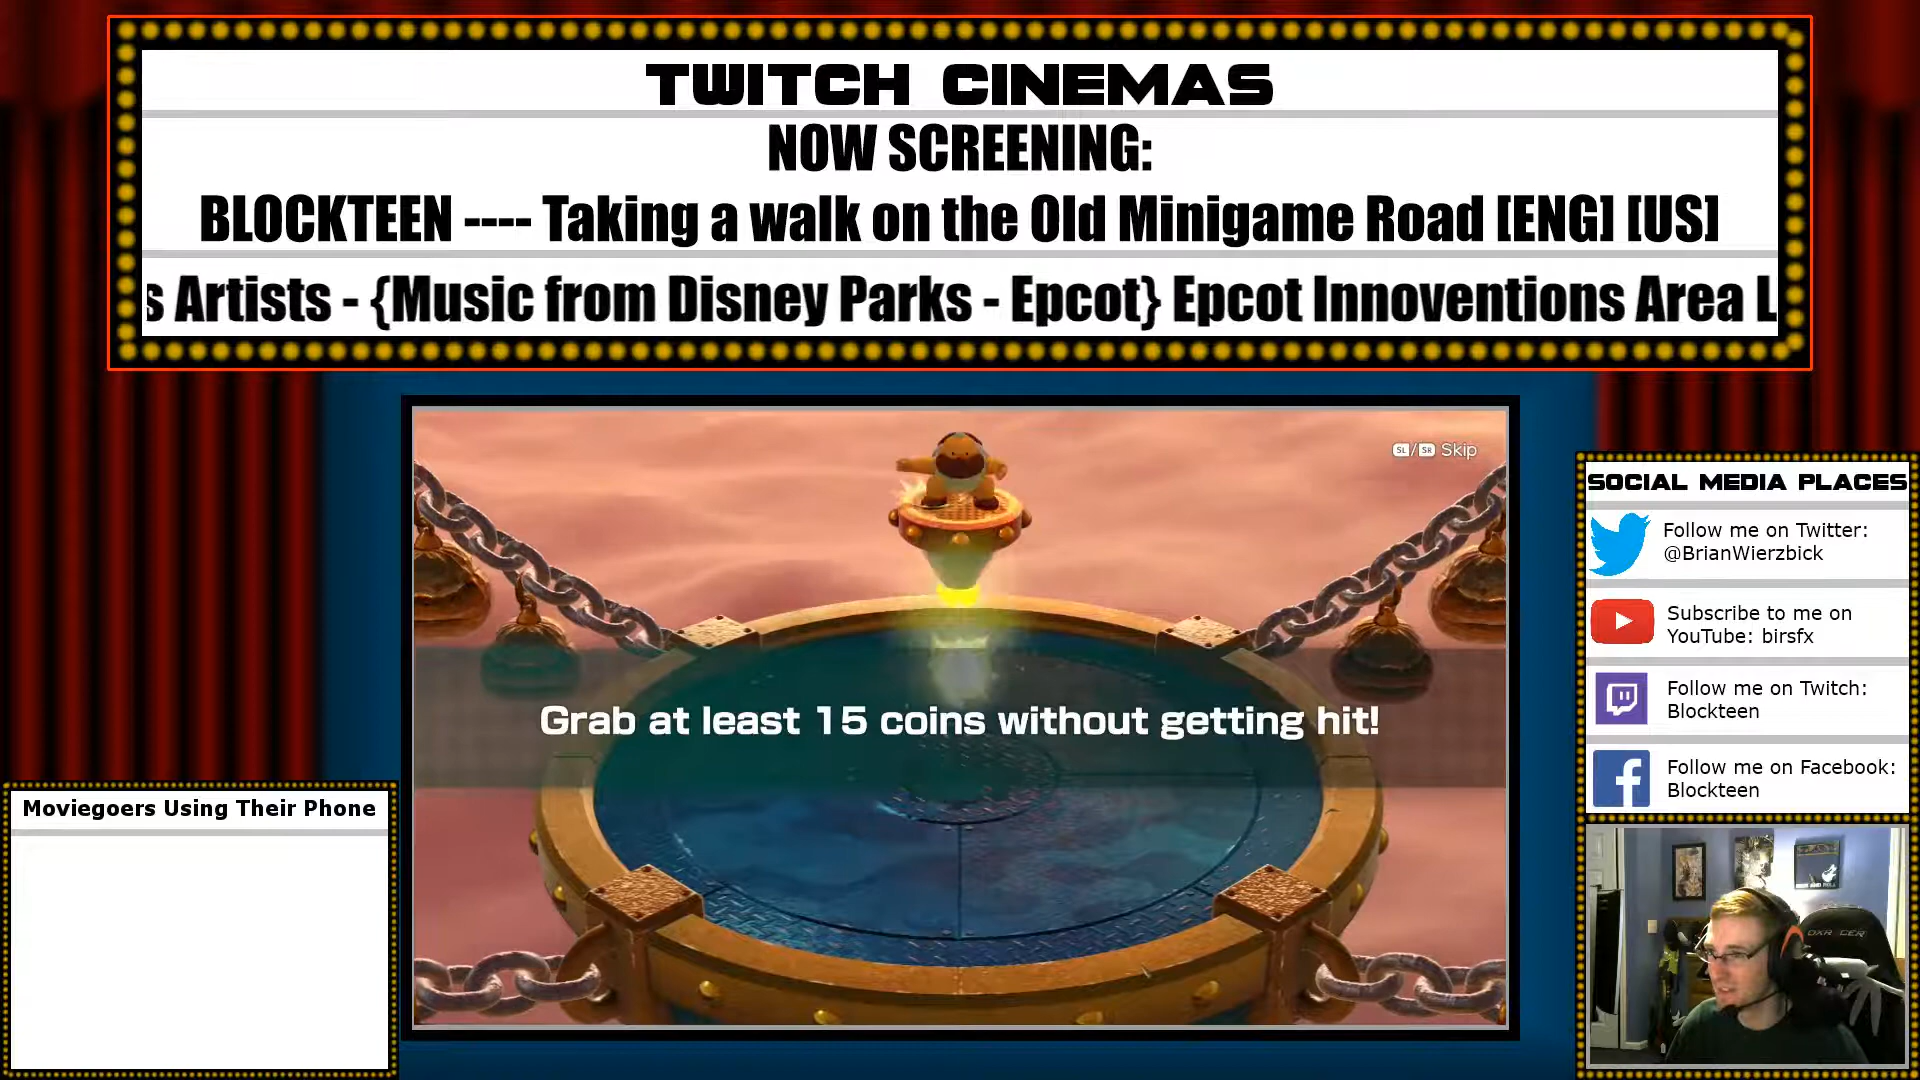 TWITCH CINEMAS
NOW SCREENING:
BLOCKTEEN ---- Taking a walk on the Old Minigame Road [ENG] [US]
s Artists - {Music from Disney Parks - Epcot} Epcot Innoventions Area L
SL/SR Skip
Grab at least 15 coins without getting hit!
SOCIAL MEDIA PLACES
Follow me on Twitter:
@BrianWierzbick
Subscribe to me on
YouTube: birsfx
Follow me on Twitch:
Blockteen
Follow me on Facebook:
Blockteen
Moviegoers Using Their Phone
DXRACER